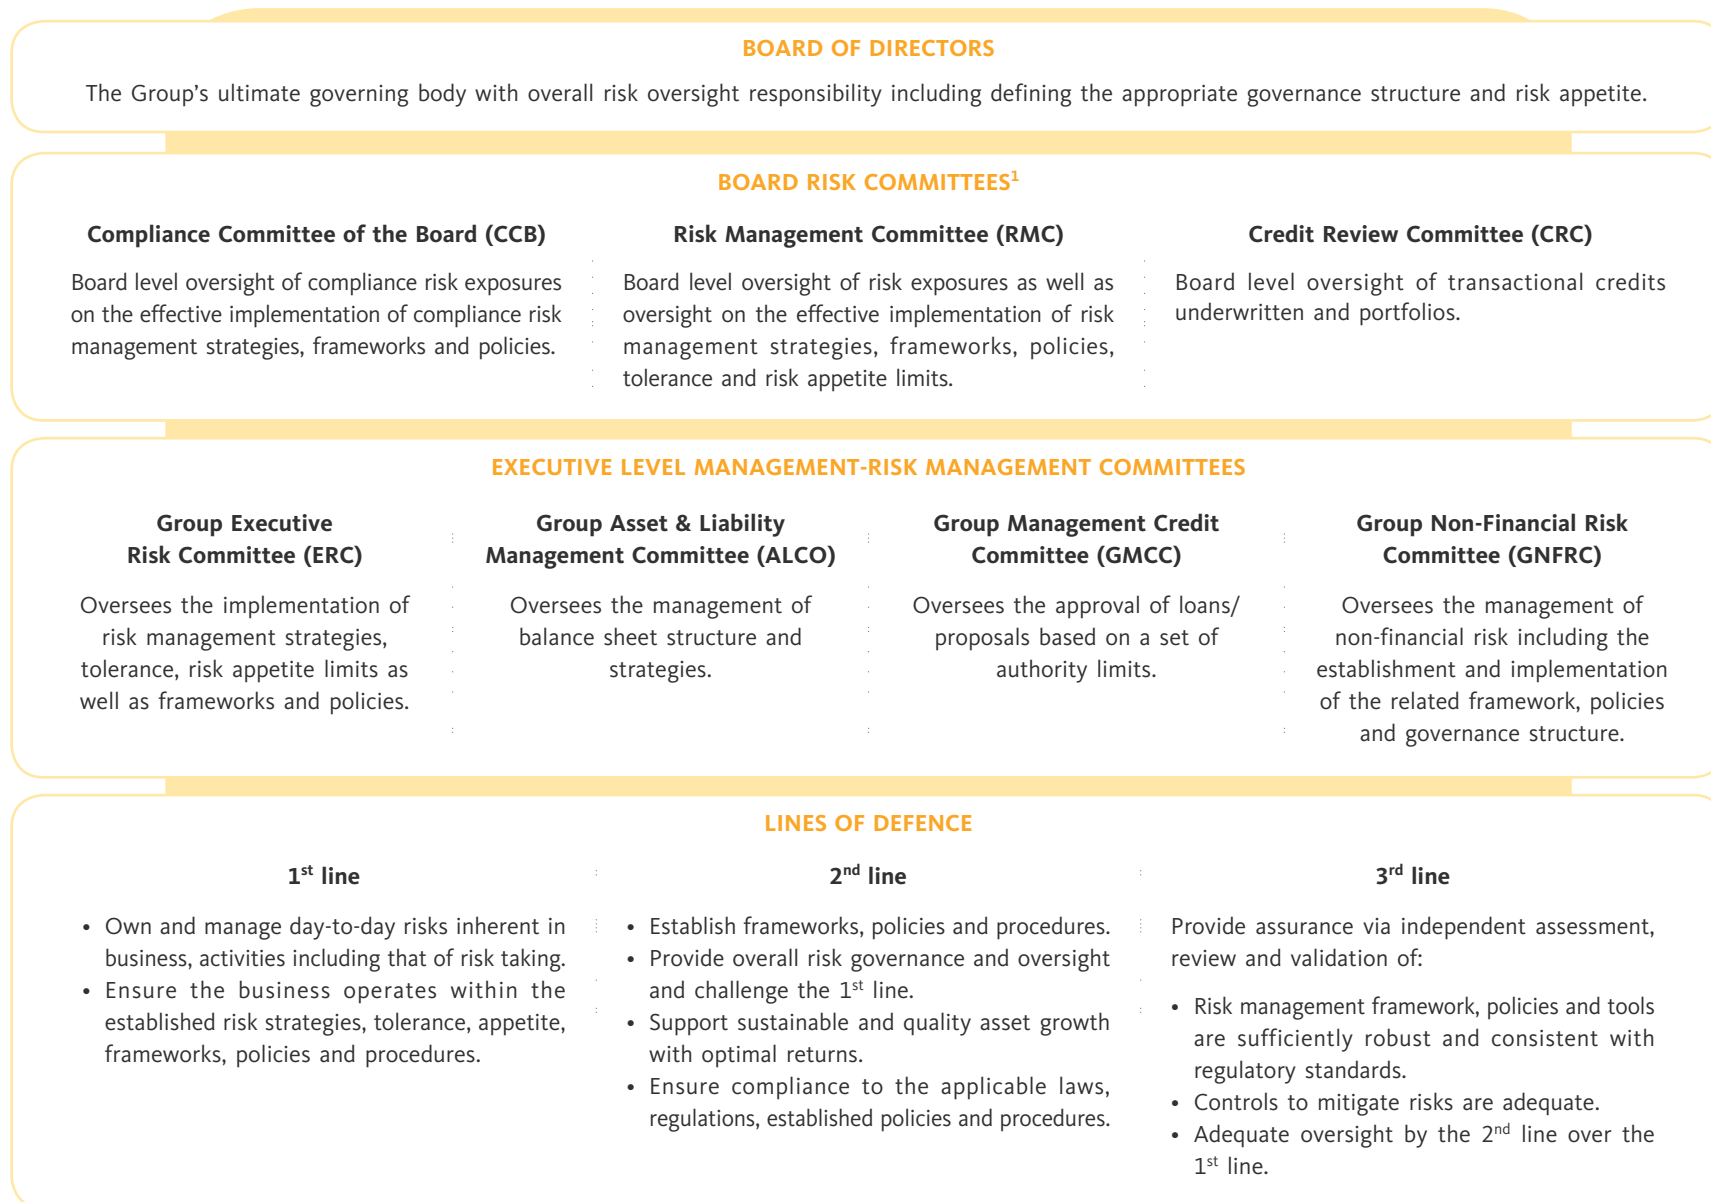 BOARD OF DIRECTORS
The Group's ultimate governing body with overall risk oversight responsibility including defining the appropriate governance structure and risk appetite.
BOARD RISK COMMITTEES¹
Compliance Committee of the Board (CCB)
Board level oversight of compliance risk exposures
on the effective implementation of compliance risk
management strategies, frameworks and policies.
Risk Management Committee (RMC)
Board level oversight of risk exposures as well as
oversight on the effective implementation of risk
management strategies, frameworks, policies,
tolerance and risk appetite limits.
Credit Review Committee (CRC)
Board level oversight of transactional credits
underwritten and portfolios.
EXECUTIVE LEVEL MANAGEMENT-RISK MANAGEMENT COMMITTEES
Group Executive
Risk Committee (ERC)
Oversees the implementation of
risk management strategies,
tolerance, risk appetite limits as
well as frameworks and policies.
Group Asset & Liability
Management Committee (ALCO)
Oversees the management of
balance sheet structure and
strategies.
Group Management Credit
Committee (GMCC)
Oversees the approval of loans/
proposals based on a set of
authority limits.
Group Non-Financial Risk
Committee (GNFRC)
Oversees the management of
non-financial risk including the
establishment and implementation
of the related framework, policies
and governance structure.
LINES OF DEFENCE
1st line
• Own and manage day-to-day risks inherent in
business, activities including that of risk taking.
• Ensure the business operates within the
established risk strategies, tolerance, appetite,
frameworks, policies and procedures.
2nd line
• Establish frameworks, policies and procedures.
• Provide overall risk governance and oversight
and challenge the 1st line.
• Support sustainable and quality asset growth
with optimal returns.
• Ensure compliance to the applicable laws,
regulations, established policies and procedures.
3rd line
Provide assurance via independent assessment,
review and validation of:
• Risk management framework, policies and tools
are sufficiently robust and consistent with
regulatory standards.
• Controls to mitigate risks are adequate.
• Adequate oversight by the 2nd line over the
1st line.